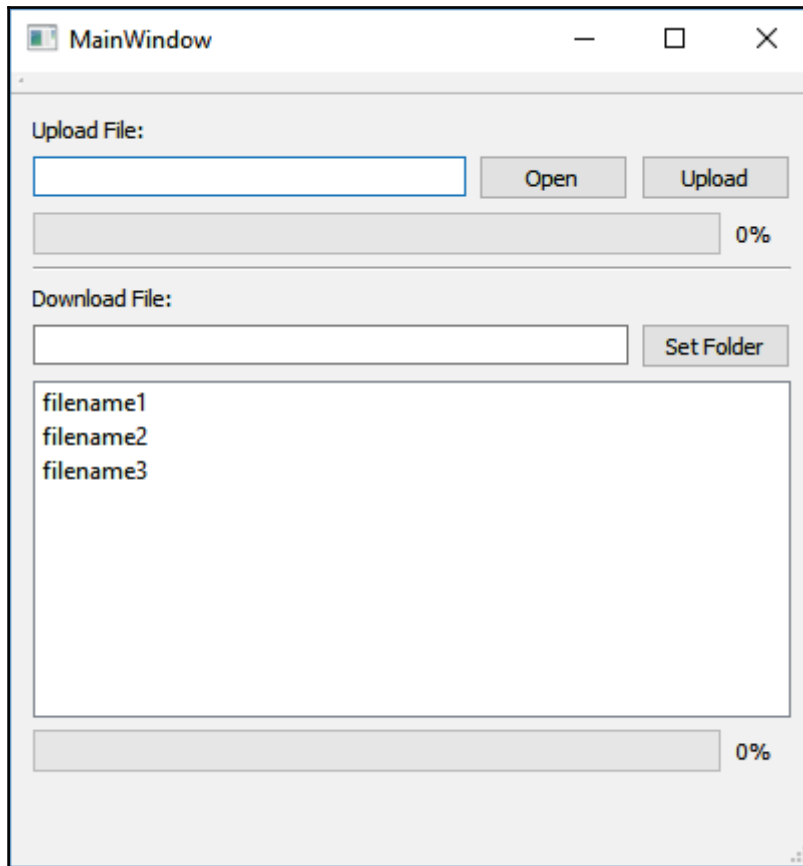 MainWindow
Upload File:
Open Upload
0%
Download File:
Set Folder
filename1
filename2
filename3
0%